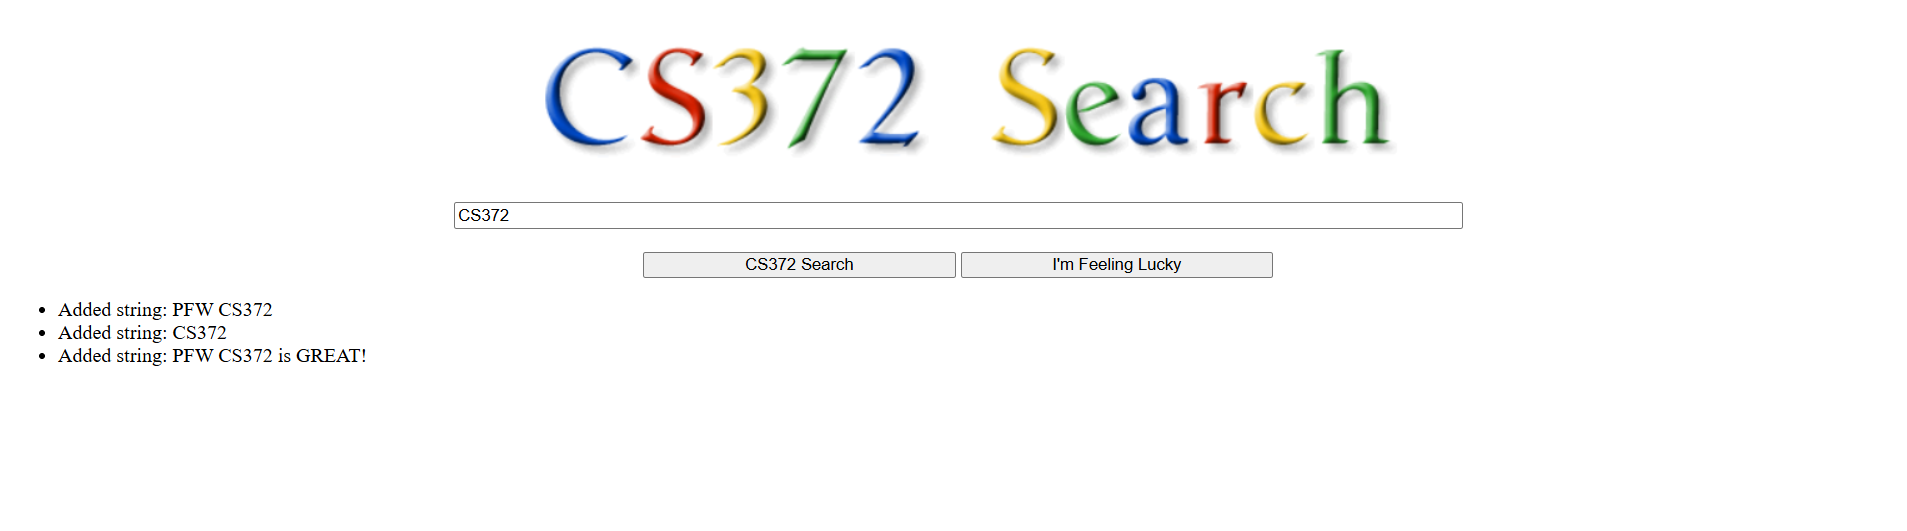 CS372 Search
CS372
CS372 Search I'm Feeling Lucky
Added string: PFW CS372
Added string: CS372
Added string: PFW CS372 is GREAT!